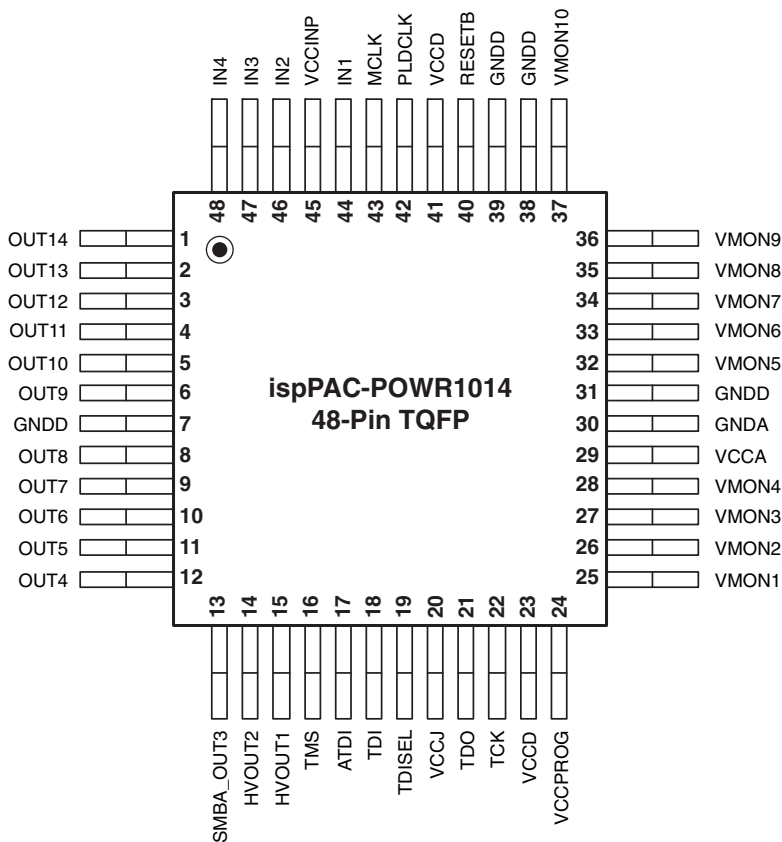 IN4
IN3
IN2
VCCINP
IN1
MCLK
PLDCLK
VCCD
RESETB
GNDD
GNDD
VMON10
48
47
46
45
44
43
42
41
40
39
38
37
OUT14 1
OUT13 2
OUT12 3
OUT11 4
OUT10 5
OUT9 6
GNDD 7
OUT8 8
OUT7 9
OUT6 10
OUT5 11
OUT4 12
ispPAC-POWR1014
48-Pin TQFP
36 VMON9
35 VMON8
34 VMON7
33 VMON6
32 VMON5
31 GNDD
30 GNDA
29 VCCA
28 VMON4
27 VMON3
26 VMON2
25 VMON1
13
14
15
16
17
18
19
20
21
22
23
24
SMBA_OUT3
HVOUT2
HVOUT1
TMS
ATDI
TDI
TDISEL
VCCJ
TDO
TCK
VCCD
VCCPROG